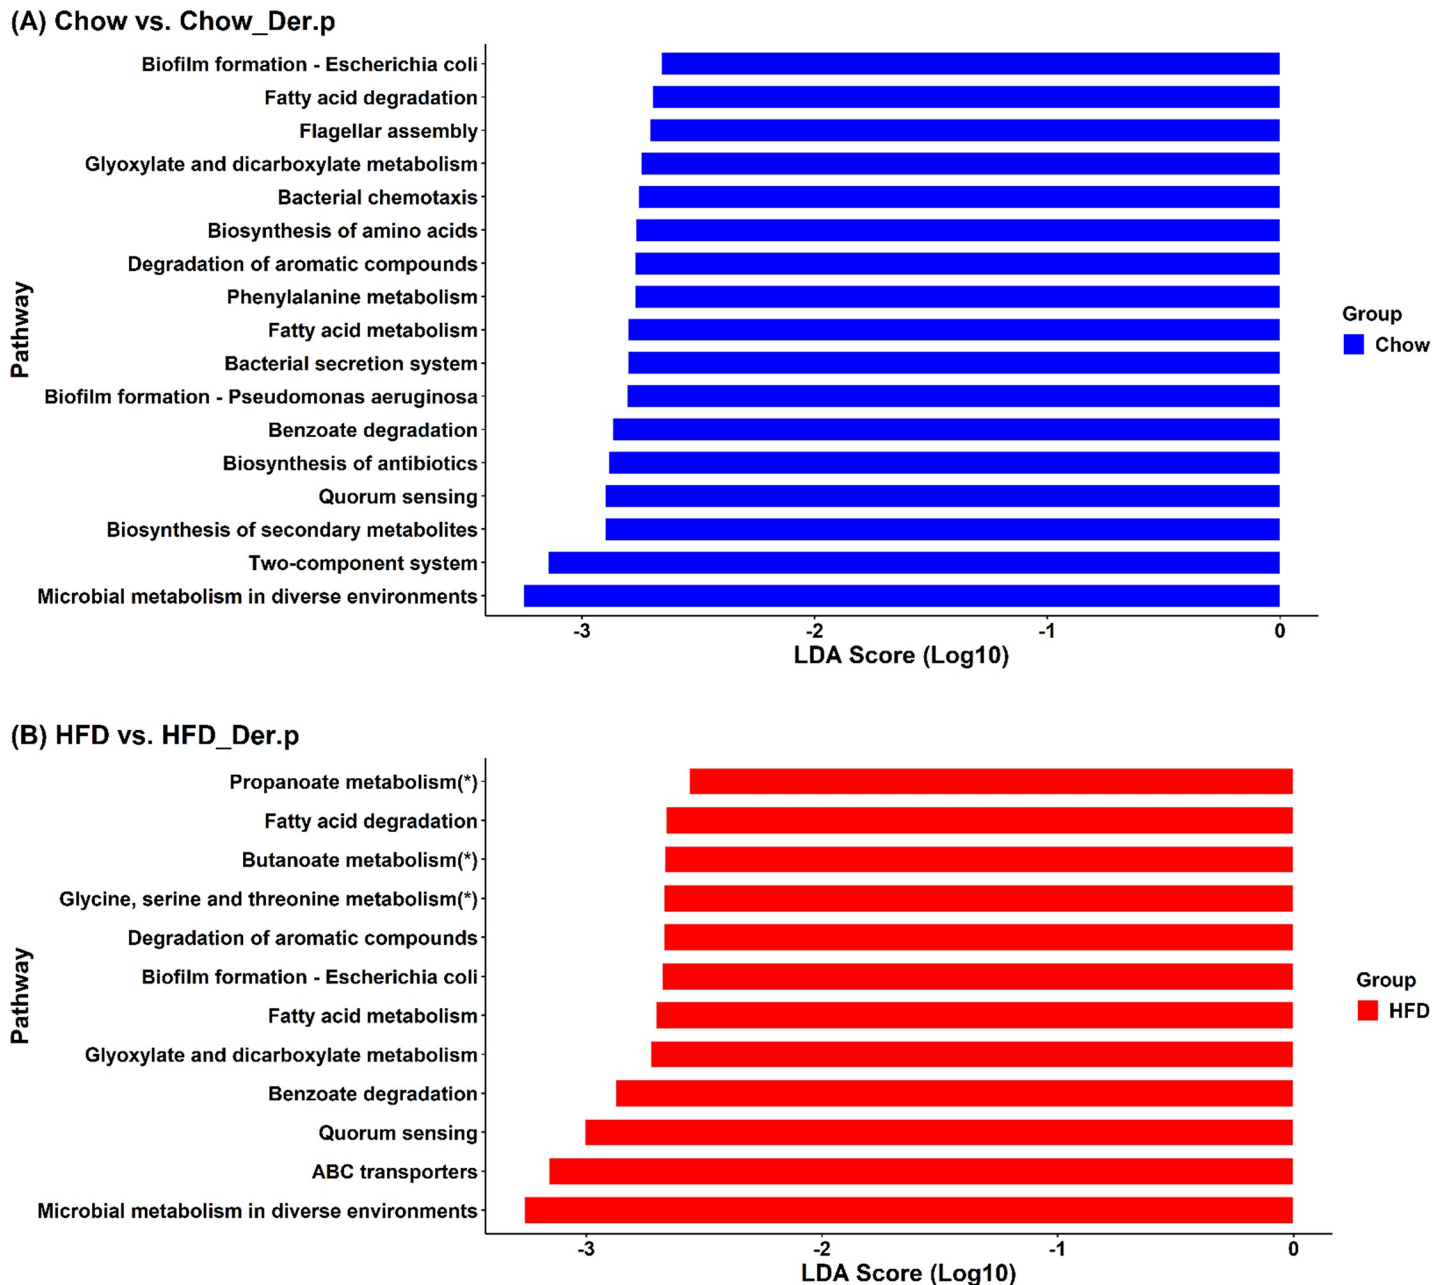 (A) Chow vs. Chow_Der.p
Biofilm formation - Escherichia coli
Fatty acid degradation
Flagellar assembly
Glyoxylate and dicarboxylate metabolism
Bacterial chemotaxis
Biosynthesis of amino acids
Degradation of aromatic compounds
Phenylalanine metabolism
Fatty acid metabolism
Bacterial secretion system
Biofilm formation - Pseudomonas aeruginosa
Benzoate degradation
Biosynthesis of antibiotics
Quorum sensing
Biosynthesis of secondary metabolites
Two-component system
Microbial metabolism in diverse environments
Pathway
-3 -2 -1 0
LDA Score (Log10)
Group
Chow
(B) HFD vs. HFD_Der.p
Propanoate metabolism(*)
Fatty acid degradation
Butanoate metabolism(*)
Glycine, serine and threonine metabolism(*)
Degradation of aromatic compounds
Biofilm formation - Escherichia coli
Fatty acid metabolism
Glyoxylate and dicarboxylate metabolism
Benzoate degradation
Quorum sensing
ABC transporters
Microbial metabolism in diverse environments
Pathway
-3 -2 -1 0
LDA Score (Log10)
Group
HFD